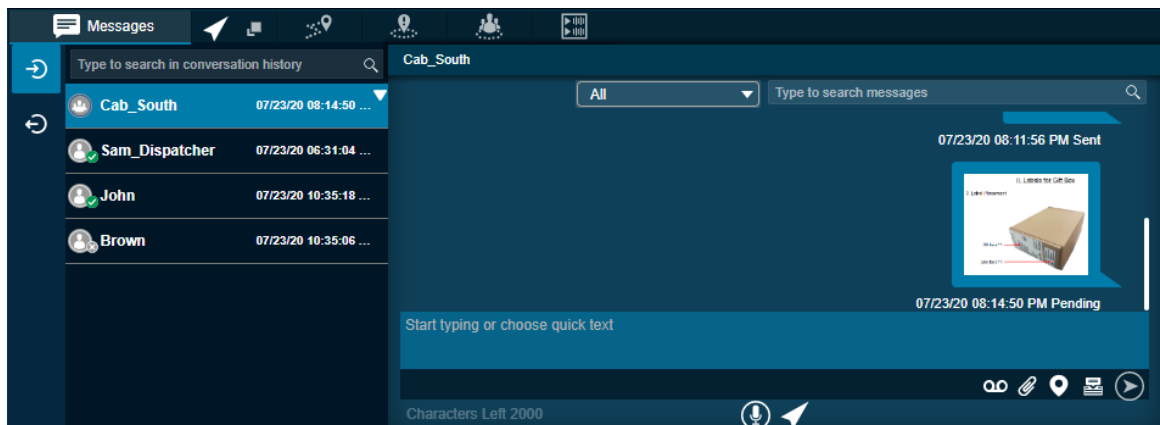 Messages
Type to search in conversation history
Cab_South
Cab_South 07/23/20 08:14:50 ...
Sam_Dispatcher 07/23/20 06:31:04 ...
John 07/23/20 10:35:18 ...
Brown 07/23/20 10:35:06 ...
All
Type to search messages
07/23/20 08:11:56 PM Sent
II. Labels for Gift Box
07/23/20 08:14:50 PM Pending
Start typing or choose quick text
Characters Left 2000